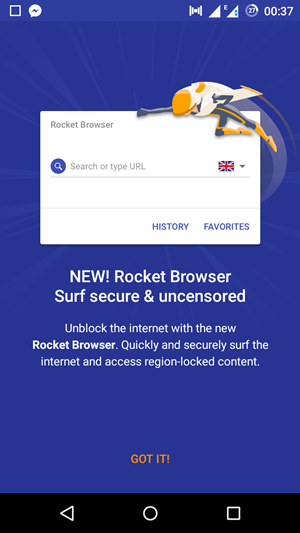 E
27
00:37
Rocket Browser
Search or type URL
HISTORY
FAVORITES
NEW! Rocket Browser
Surf secure & uncensored
Unblock the internet with the new
Rocket Browser. Quickly and securely surf the
internet and access region-locked content.
GOT IT!